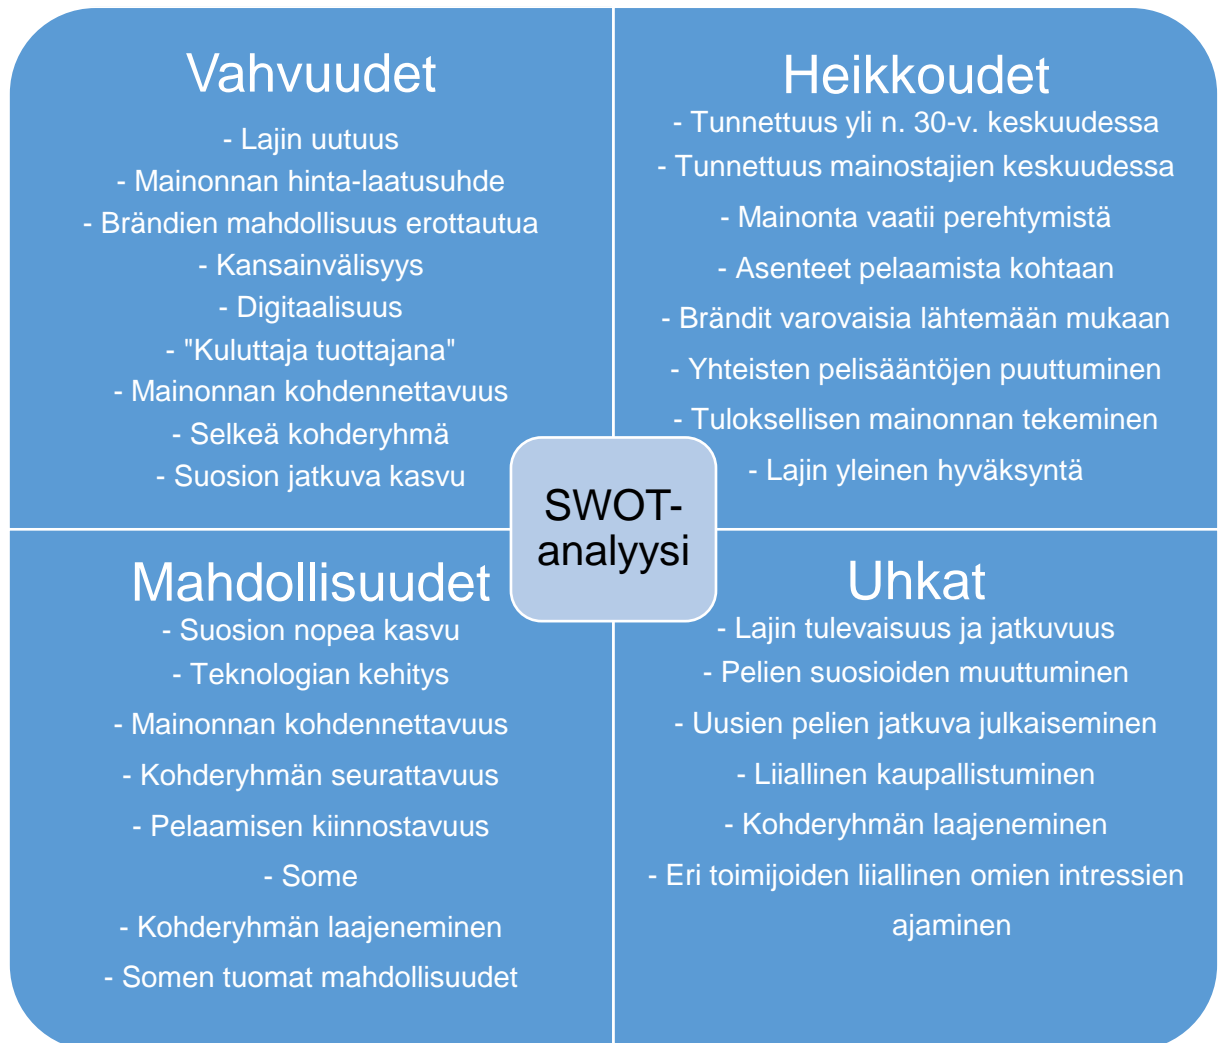 Vahvuudet
- Lajin uutuus
- Mainonnan hinta-laatusuhde
- Brändien mahdollisuus erottautua
- Kansainvälisyys
- Digitaalisuus
- "Kuluttaja tuottajana"
- Mainonnan kohdennettavuus
- Selkeä kohderyhmä
- Suosion jatkuva kasvu
Heikkoudet
- Tunnettuus yli n. 30-v. keskuudessa
- Tunnettuus mainostajien keskuudessa
- Mainonta vaatii perehtymistä
- Asenteet pelaamista kohtaan
- Brändit varovaisia lähtemään mukaan
- Yhteisten pelisääntöjen puuttuminen
- Tuloksellisen mainonnan tekeminen
- Lajin yleinen hyväksyntä
SWOT-
analyysi
Mahdollisuudet
- Suosion nopea kasvu
- Teknologian kehitys
- Mainonnan kohdennettavuus
- Kohderyhmän seurattavuus
- Pelaamisen kiinnostavuus
- Some
- Kohderyhmän laajeneminen
- Somen tuomat mahdollisuudet
Uhkat
- Lajin tulevaisuus ja jatkuvuus
- Pelien suosioiden muuttuminen
- Uusien pelien jatkuva julkaiseminen
- Liiallinen kaupallistuminen
- Kohderyhmän laajeneminen
- Eri toimijoiden liiallinen omien intressien
ajaminen